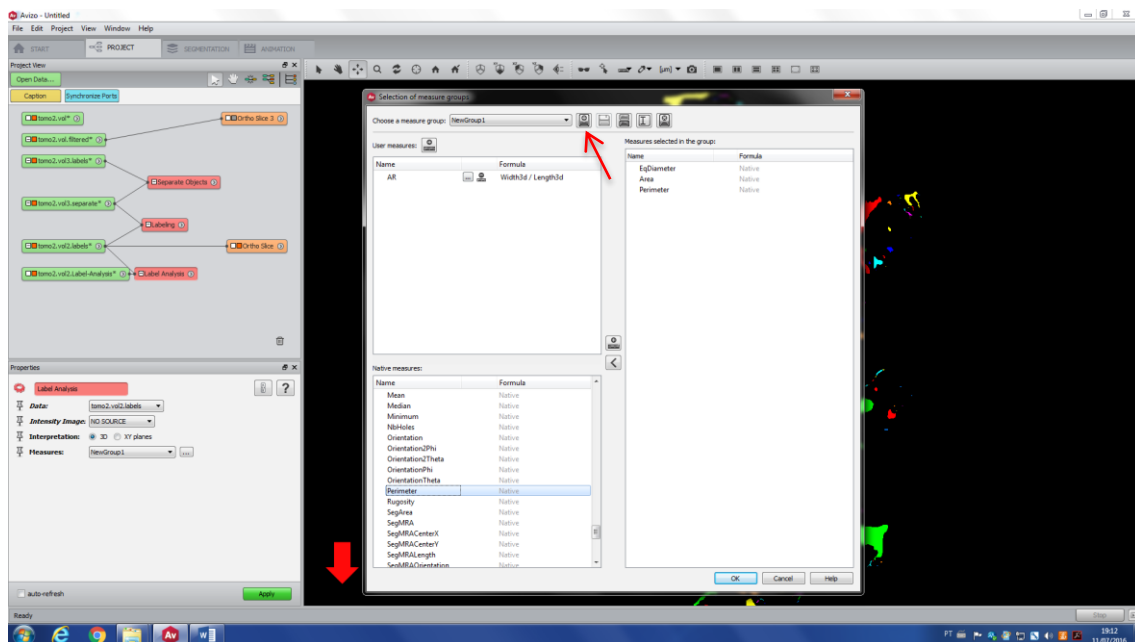 Avizo - Untitled
File Edit Project View Window Help
START PROJECT SEGMENTATION ANIMATION
Project View
Open Data...
Caption Synchronize Ports
tomo2.vol*
Ortho Slice 3
tomo2.vol.filtered*
tomo2.vol3.labels*
Separate Objects
tomo2.vol3.separate*
Labeling
tomo2.vol2.labels*
Ortho Slice
tomo2.vol2.Label-Analysis*
Label Analysis
Properties
Label Analysis
?
Data: tomo2.vol2.labels
Intensity Image: NO SOURCE
Interpretation: 3D XY planes
Measures: NewGroup1 ...
auto-refresh Apply
Ready
Stop
Selection of measure groups
Choose a measure group: NewGroup1
User measures:
Name Formula
AR ... Width3d / Length3d
Native measures:
Name Formula
Mean Native
Median Native
Minimum Native
NbHoles Native
Orientation Native
Orientation2Phi Native
Orientation2Theta Native
OrientationPhi Native
OrientationTheta Native
Perimeter Native
Rugosity Native
SegArea Native
SegMRA Native
SegMRACenterX Native
SegMRACenterY Native
SegMRALength Native
SegMRAOrientation Native
Measures selected in the group:
Name Formula
EqDiameter Native
Area Native
Perimeter Native
OK Cancel Help
PT
19:12
11/07/2016